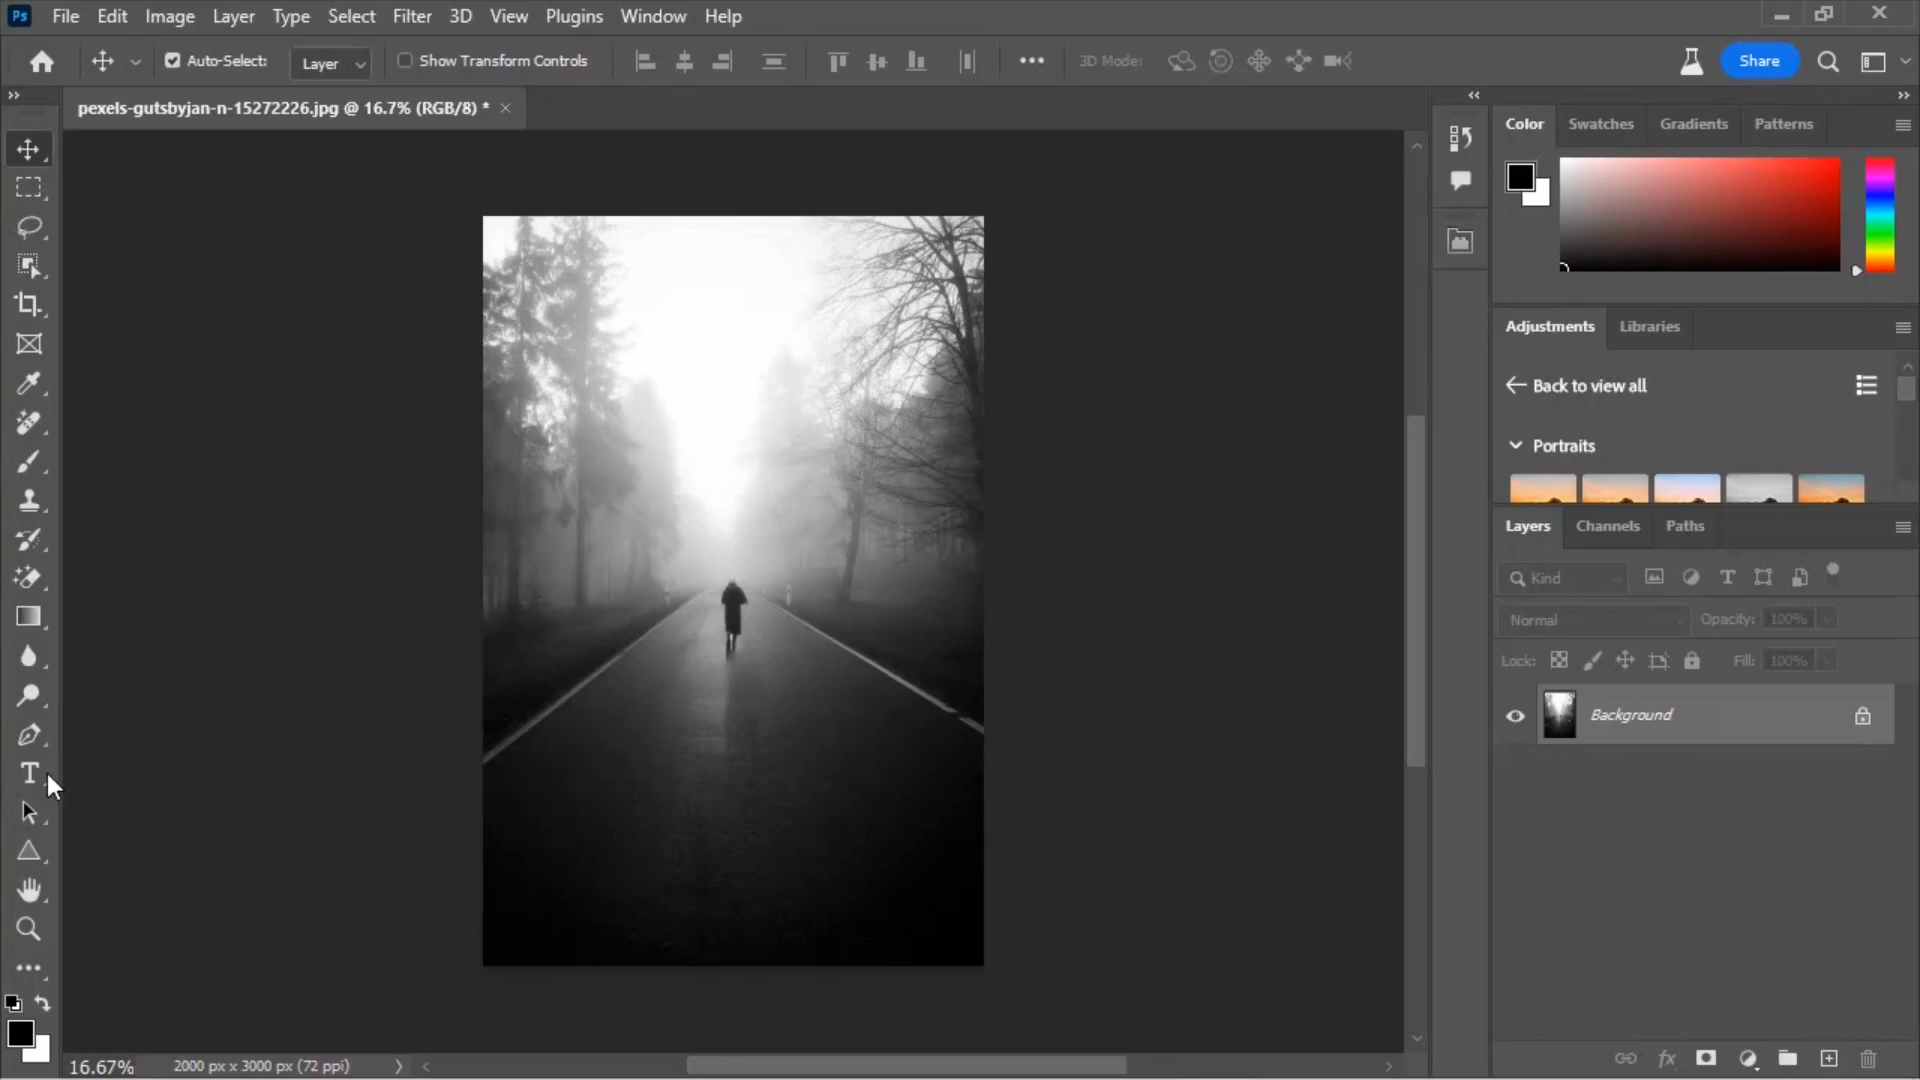 Ps File Edit Image Layer Type Select Filter 3D View Plugins Window Help
Auto-Select: Layer Show Transform Controls 3D Mode: Share
pexels-gutsbyjan-n-15272226.jpg @ 16.7% (RGB/8) *
Color Swatches Gradients Patterns
Adjustments Libraries
Back to view all
Portraits
Layers Channels Paths
Kind
Normal Opacity: 100%
Lock: Fill: 100%
Background
16.67% 2000 px x 3000 px (72 ppi)